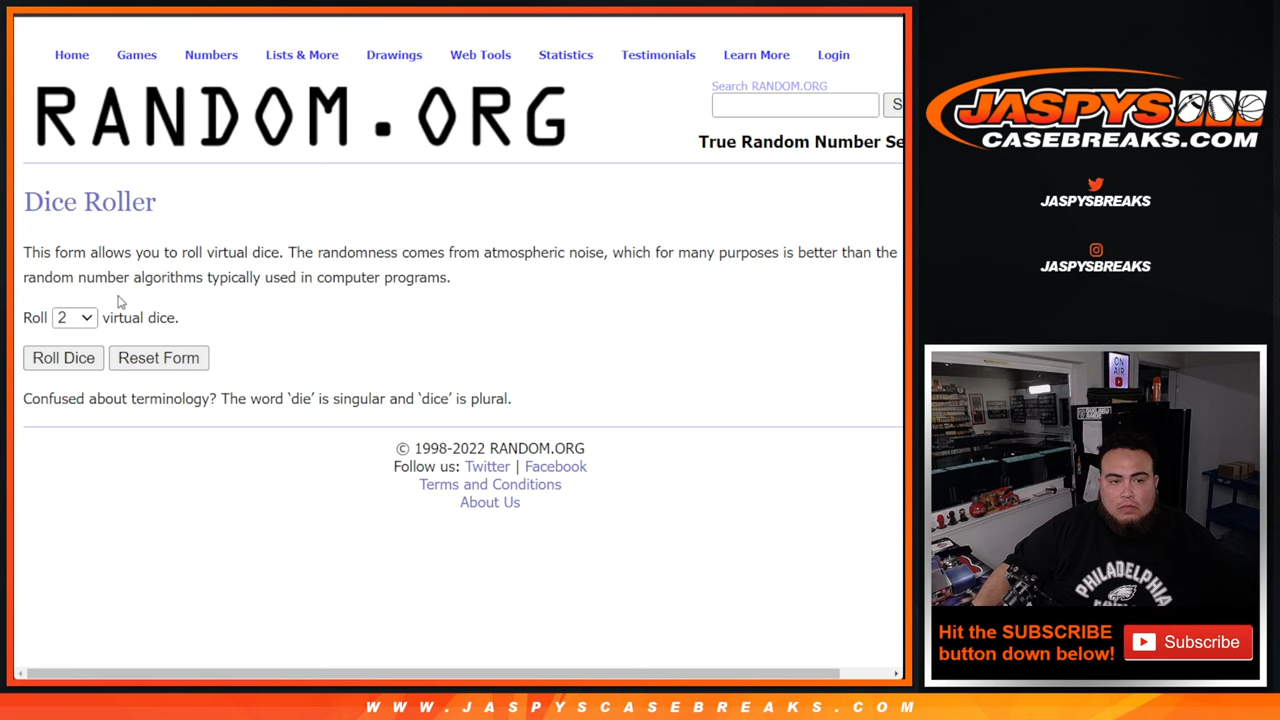 Home Games Numbers Lists & More Drawings Web Tools Statistics Testimonials Learn More Login
Search RANDOM.ORG
RANDOM.ORG
S
True Random Number Se
Dice Roller
This form allows you to roll virtual dice. The randomness comes from atmospheric noise, which for many purposes is better than the
random number algorithms typically used in computer programs.
Roll 2 virtual dice.
Roll Dice Reset Form
Confused about terminology? The word ‘die’ is singular and ‘dice’ is plural.
© 1998-2022 RANDOM.ORG
Follow us: Twitter | Facebook
Terms and Conditions
About Us
JASPYS
CASEBREAKS.COM
JASPYSBREAKS
JASPYSBREAKS
ON
AIR
PHILADELPHIA
Hit the SUBSCRIBE
button down below!
Subscribe
WWW.JASPYSCASEBREAKS.COM